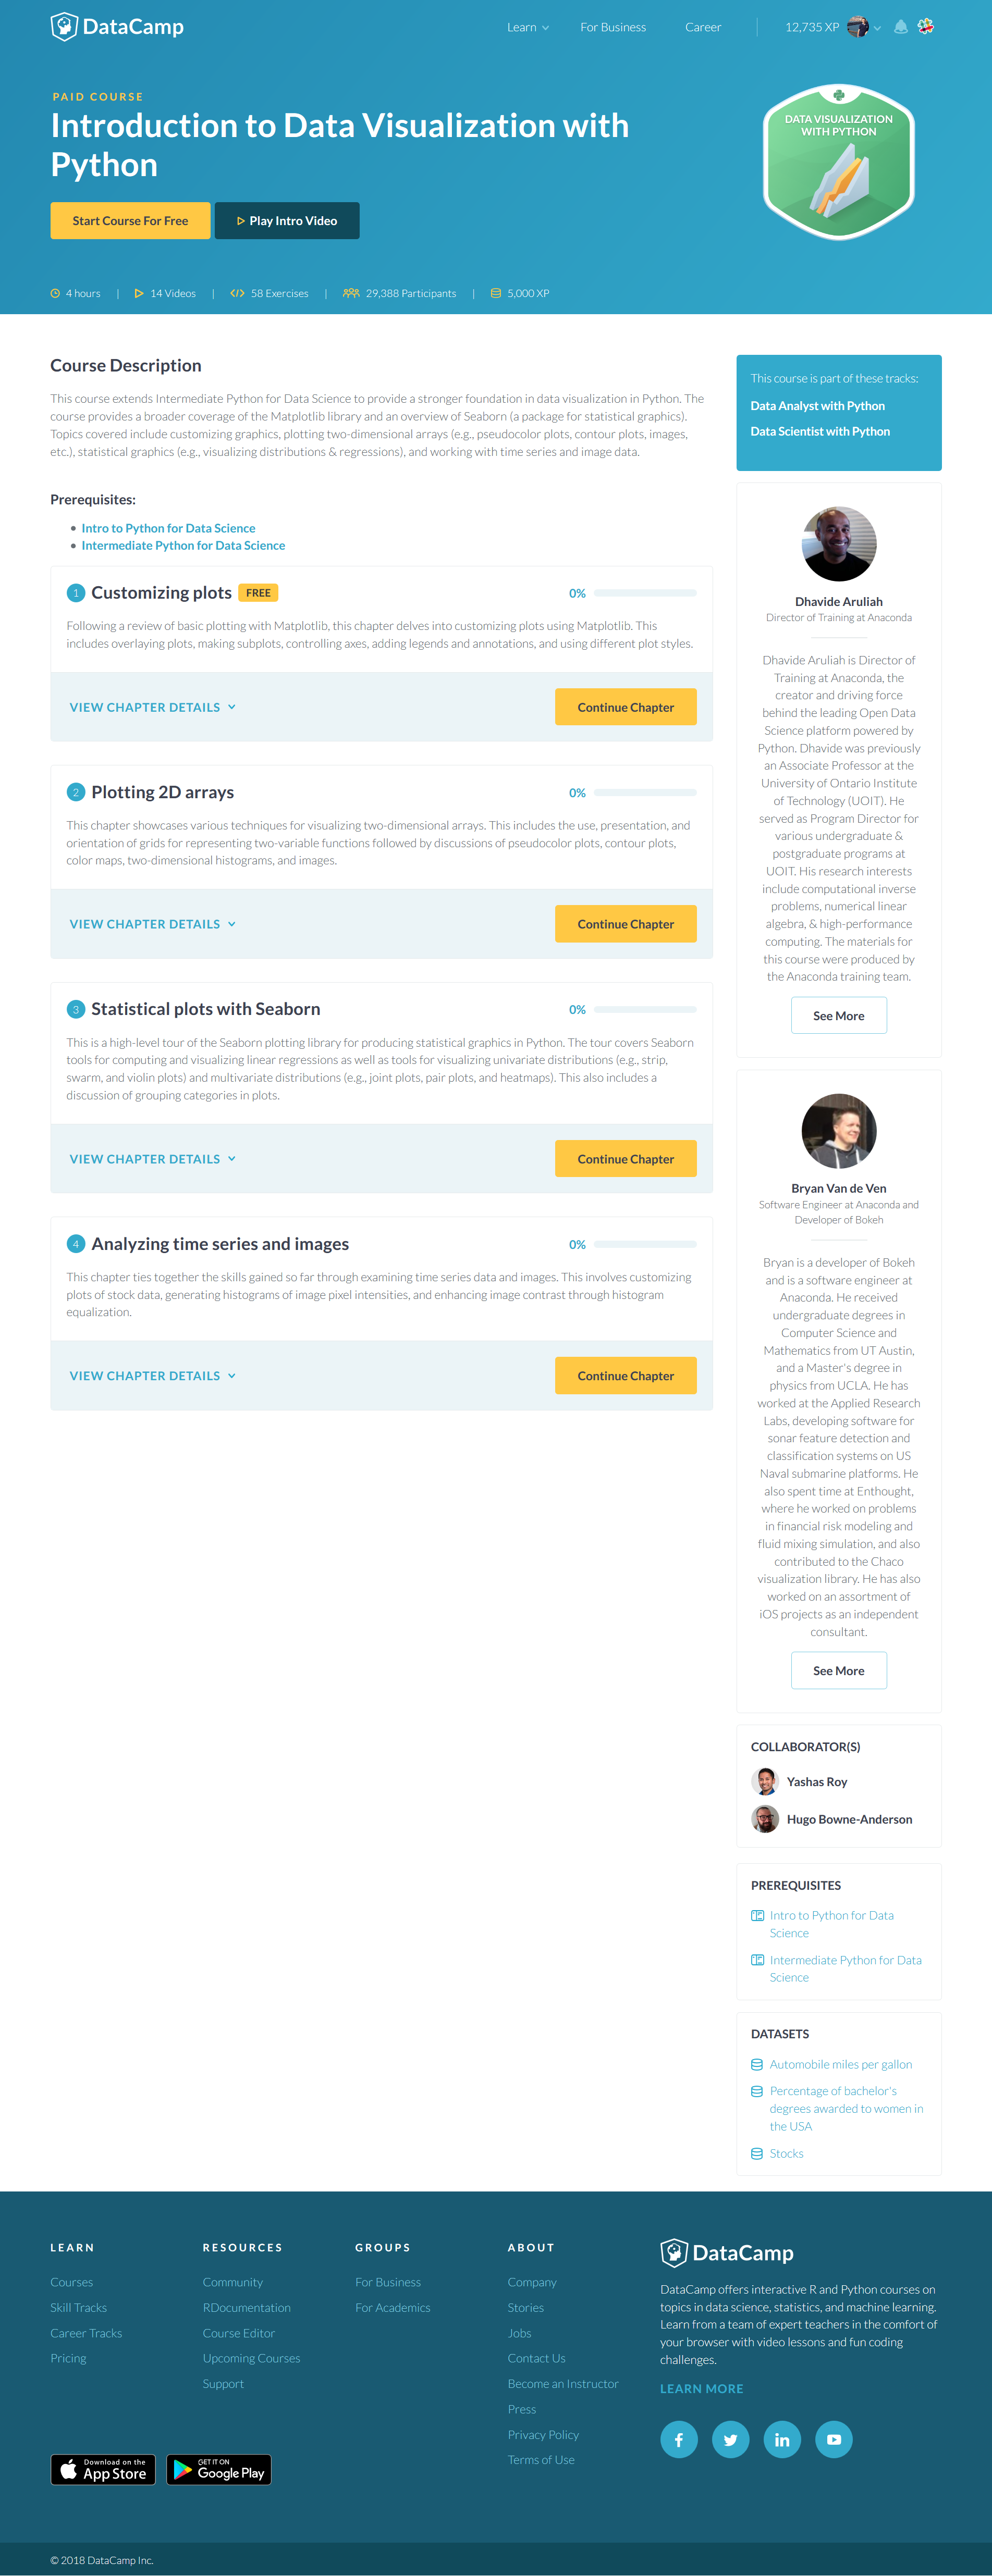 DataCamp
Learn
For Business
Career
12,735 XP
PAID COURSE
Introduction to Data Visualization with
Python
DATA VISUALIZATION
WITH PYTHON
Start Course For Free
Play Intro Video
4 hours
14 Videos
58 Exercises
29,388 Participants
5,000 XP
Course Description
This course extends Intermediate Python for Data Science to provide a stronger foundation in data visualization in Python. The
course provides a broader coverage of the Matplotlib library and an overview of Seaborn (a package for statistical graphics).
Topics covered include customizing graphics, plotting two-dimensional arrays (e.g., pseudocolor plots, contour plots, images,
etc.), statistical graphics (e.g., visualizing distributions & regressions), and working with time series and image data.
Prerequisites:
Intro to Python for Data Science
Intermediate Python for Data Science
1 Customizing plots FREE 0%
Following a review of basic plotting with Matplotlib, this chapter delves into customizing plots using Matplotlib. This
includes overlaying plots, making subplots, controlling axes, adding legends and annotations, and using different plot styles.
VIEW CHAPTER DETAILS
Continue Chapter
2 Plotting 2D arrays 0%
This chapter showcases various techniques for visualizing two-dimensional arrays. This includes the use, presentation, and
orientation of grids for representing two-variable functions followed by discussions of pseudocolor plots, contour plots,
color maps, two-dimensional histograms, and images.
VIEW CHAPTER DETAILS
Continue Chapter
3 Statistical plots with Seaborn 0%
This is a high-level tour of the Seaborn plotting library for producing statistical graphics in Python. The tour covers Seaborn
tools for computing and visualizing linear regressions as well as tools for visualizing univariate distributions (e.g., strip,
swarm, and violin plots) and multivariate distributions (e.g., joint plots, pair plots, and heatmaps). This also includes a
discussion of grouping categories in plots.
VIEW CHAPTER DETAILS
Continue Chapter
4 Analyzing time series and images 0%
This chapter ties together the skills gained so far through examining time series data and images. This involves customizing
plots of stock data, generating histograms of image pixel intensities, and enhancing image contrast through histogram
equalization.
VIEW CHAPTER DETAILS
Continue Chapter
This course is part of these tracks:
Data Analyst with Python
Data Scientist with Python
Dhavide Aruliah
Director of Training at Anaconda
Dhavide Aruliah is Director of
Training at Anaconda, the
creator and driving force
behind the leading Open Data
Science platform powered by
Python. Dhavide was previously
an Associate Professor at the
University of Ontario Institute
of Technology (UOIT). He
served as Program Director for
various undergraduate &
postgraduate programs at
UOIT. His research interests
include computational inverse
problems, numerical linear
algebra, & high-performance
computing. The materials for
this course were produced by
the Anaconda training team.
See More
Bryan Van de Ven
Software Engineer at Anaconda and
Developer of Bokeh
Bryan is a developer of Bokeh
and is a software engineer at
Anaconda. He received
undergraduate degrees in
Computer Science and
Mathematics from UT Austin,
and a Master's degree in
physics from UCLA. He has
worked at the Applied Research
Labs, developing software for
sonar feature detection and
classification systems on US
Naval submarine platforms. He
also spent time at Enthought,
where he worked on problems
in financial risk modeling and
fluid mixing simulation, and also
contributed to the Chaco
visualization library. He has also
worked on an assortment of
iOS projects as an independent
consultant.
See More
COLLABORATOR(S)
Yashas Roy
Hugo Bowne-Anderson
PREREQUISITES
Intro to Python for Data
Science
Intermediate Python for Data
Science
DATASETS
Automobile miles per gallon
Percentage of bachelor's
degrees awarded to women in
the USA
Stocks
LEARN
Courses
Skill Tracks
Career Tracks
Pricing
RESOURCES
Community
RDocumentation
Course Editor
Upcoming Courses
Support
GROUPS
For Business
For Academics
ABOUT
Company
Stories
Jobs
Contact Us
Become an Instructor
Press
Privacy Policy
Terms of Use
DataCamp
DataCamp offers interactive R and Python courses on
topics in data science, statistics, and machine learning.
Learn from a team of expert teachers in the comfort of
your browser with video lessons and fun coding
challenges.
LEARN MORE
Download on the
App Store
GET IT ON
Google Play
© 2018 DataCamp Inc.